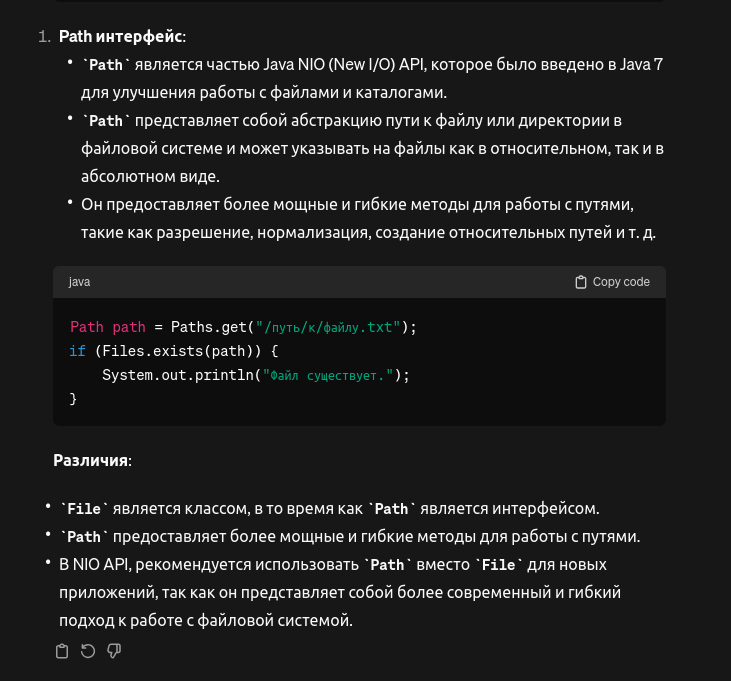 1. Path интерфейс:
• `Path` является частью Java NIO (New I/O) API, которое было введено в Java 7
для улучшения работы с файлами и каталогами.
• `Path` представляет собой абстракцию пути к файлу или директории в
файловой системе и может указывать на файлы как в относительном, так и в
абсолютном виде.
• Он предоставляет более мощные и гибкие методы для работы с путями,
такие как разрешение, нормализация, создание относительных путей и т. д.
java Copy code
Path path = Paths.get("/путь/к/файлу.txt");
if (Files.exists(path)) {
    System.out.println("Файл существует.");
}
Различия:
• `File` является классом, в то время как `Path` является интерфейсом.
• `Path` предоставляет более мощные и гибкие методы для работы с путями.
• В NIO API, рекомендуется использовать `Path` вместо `File` для новых
приложений, так как он представляет собой более современный и гибкий
подход к работе с файловой системой.